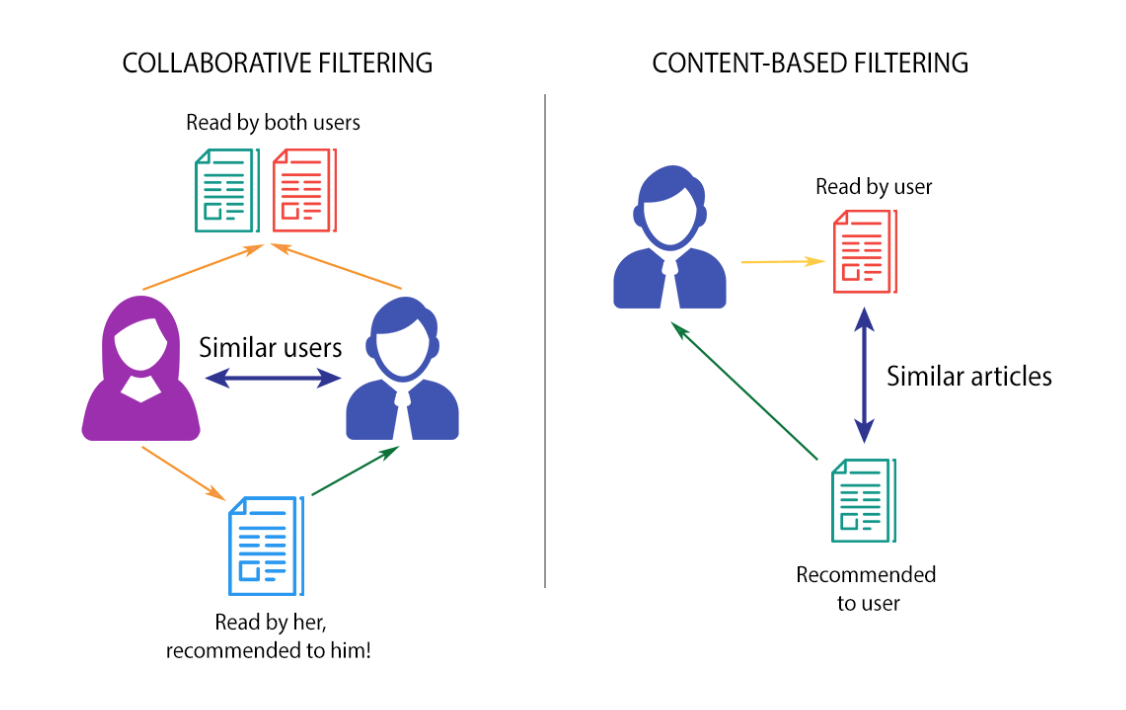 COLLABORATIVE FILTERING
Read by both users
Similar users
Read by her,
recommended to him!
CONTENT-BASED FILTERING
Read by user
Similar articles
Recommended
to user